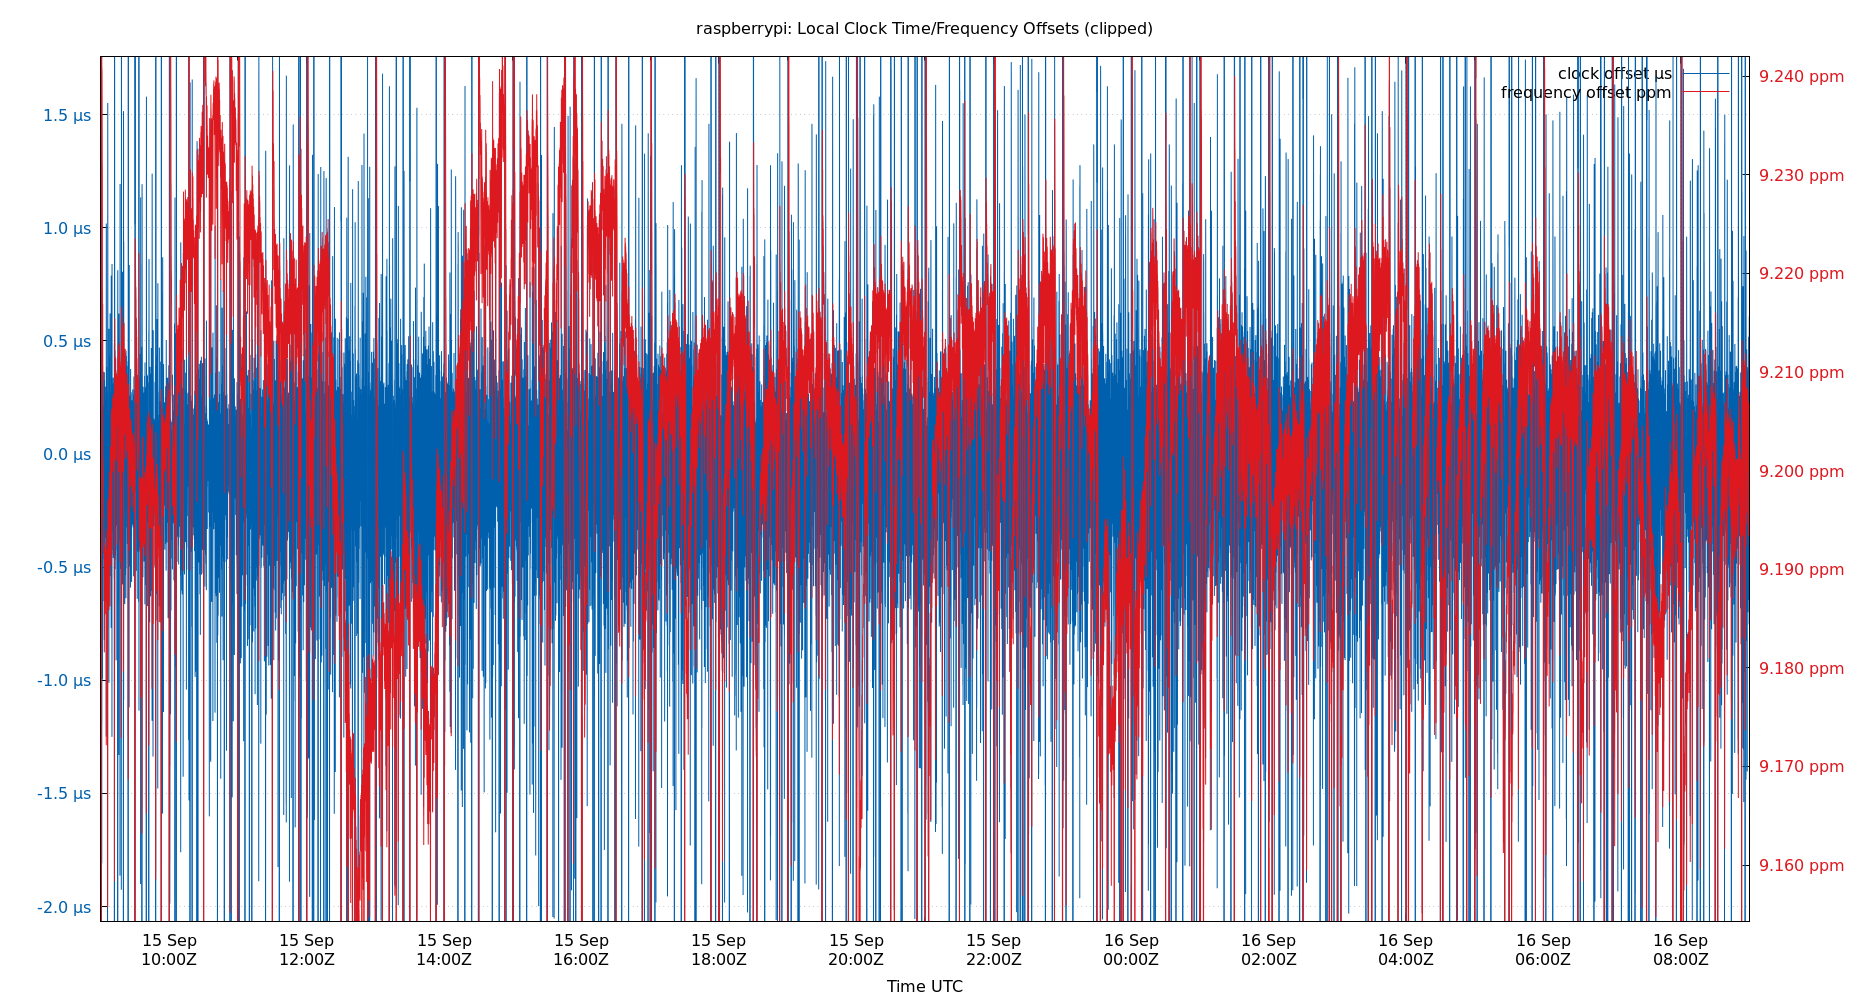 raspberrypi: Local Clock Time/Frequency Offsets (clipped)
clock offset µs
frequency offset ppm
1.5 µs
1.0 µs
0.5 µs
0.0 µs
-0.5 µs
-1.0 µs
-1.5 µs
-2.0 µs
9.240 ppm
9.230 ppm
9.220 ppm
9.210 ppm
9.200 ppm
9.190 ppm
9.180 ppm
9.170 ppm
9.160 ppm
15 Sep 15 Sep 15 Sep 15 Sep 15 Sep 15 Sep 15 Sep 16 Sep 16 Sep 16 Sep 16 Sep 16 Sep
10:00Z 12:00Z 14:00Z 16:00Z 18:00Z 20:00Z 22:00Z 00:00Z 02:00Z 04:00Z 06:00Z 08:00Z
Time UTC